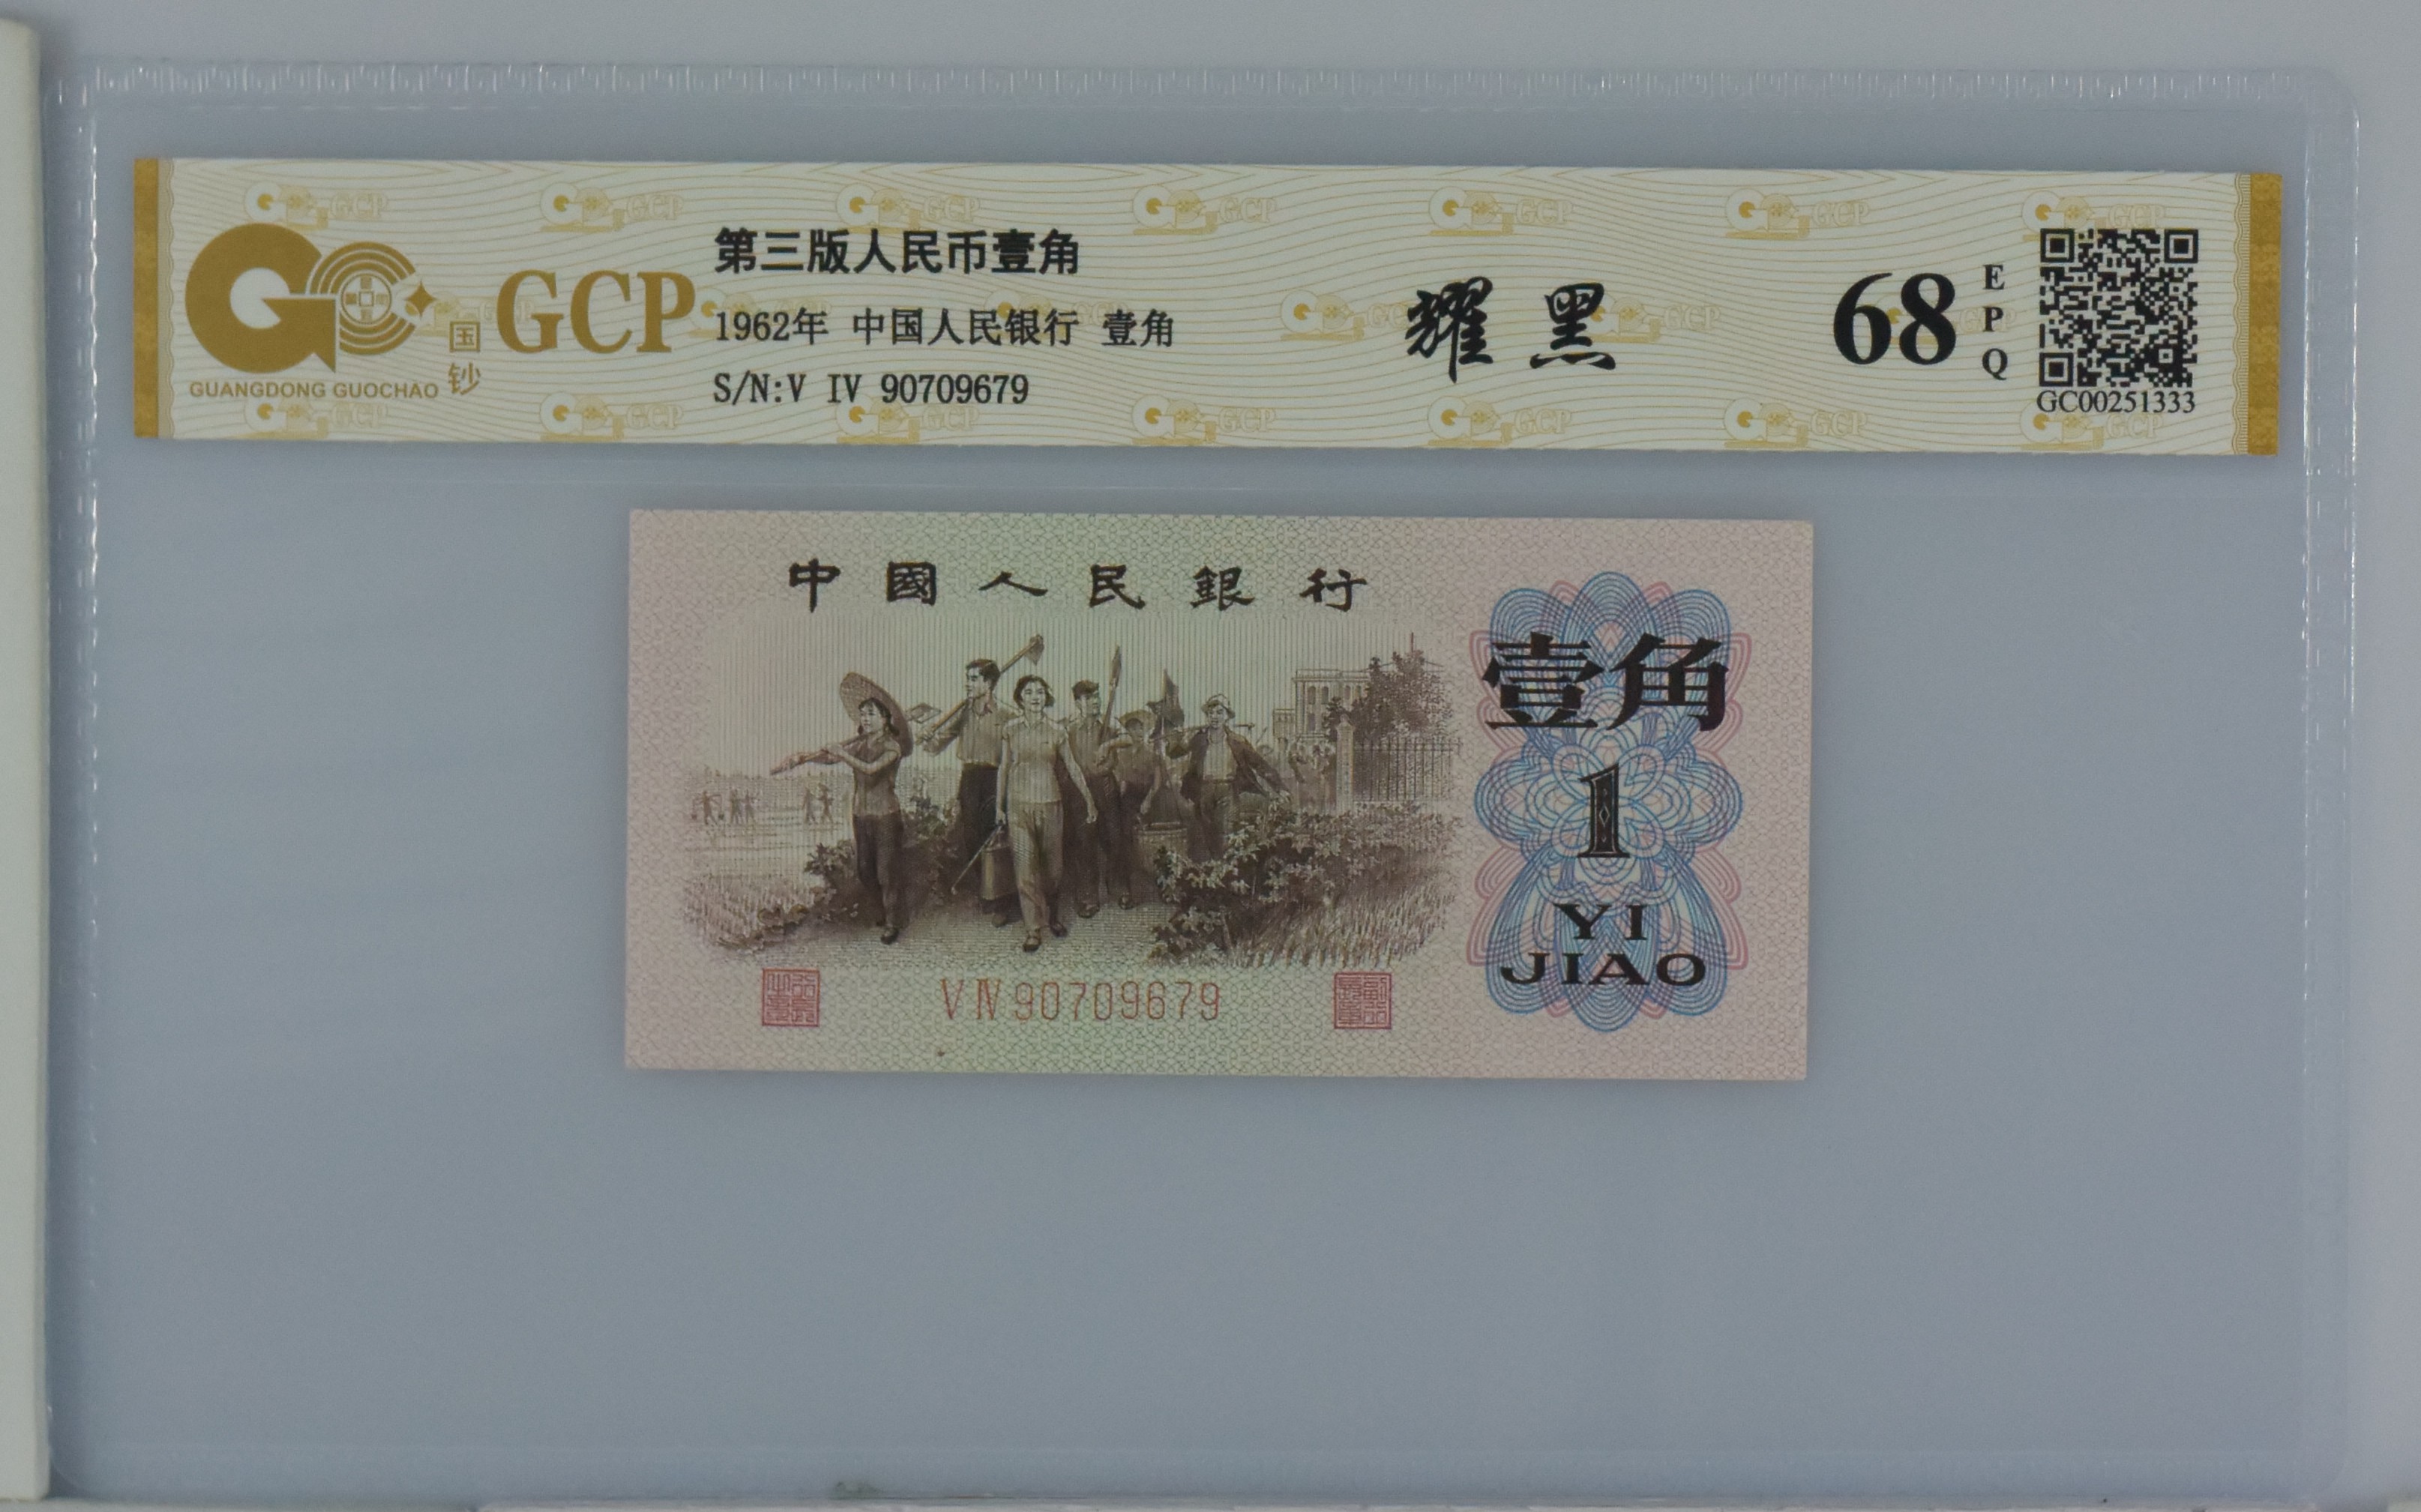 GUANGDONG GUOCHAO
国钞
GCP
第三版人民币壹角
1962年 中国人民银行 壹角
S/N:V IV 90709679
耀黑
68
EPQ
GC00251333
中國人民銀行
壹角
1
YI
JIAO
V IV 90709679